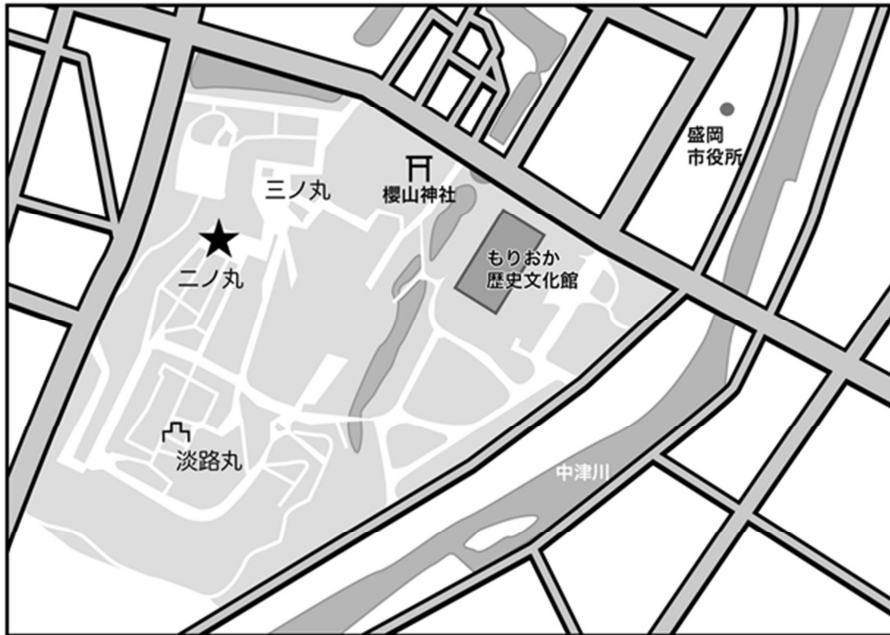 盛岡
市役所
三ノ丸
櫻山神社
もりおか
歴史文化館
二ノ丸
淡路丸
中津川